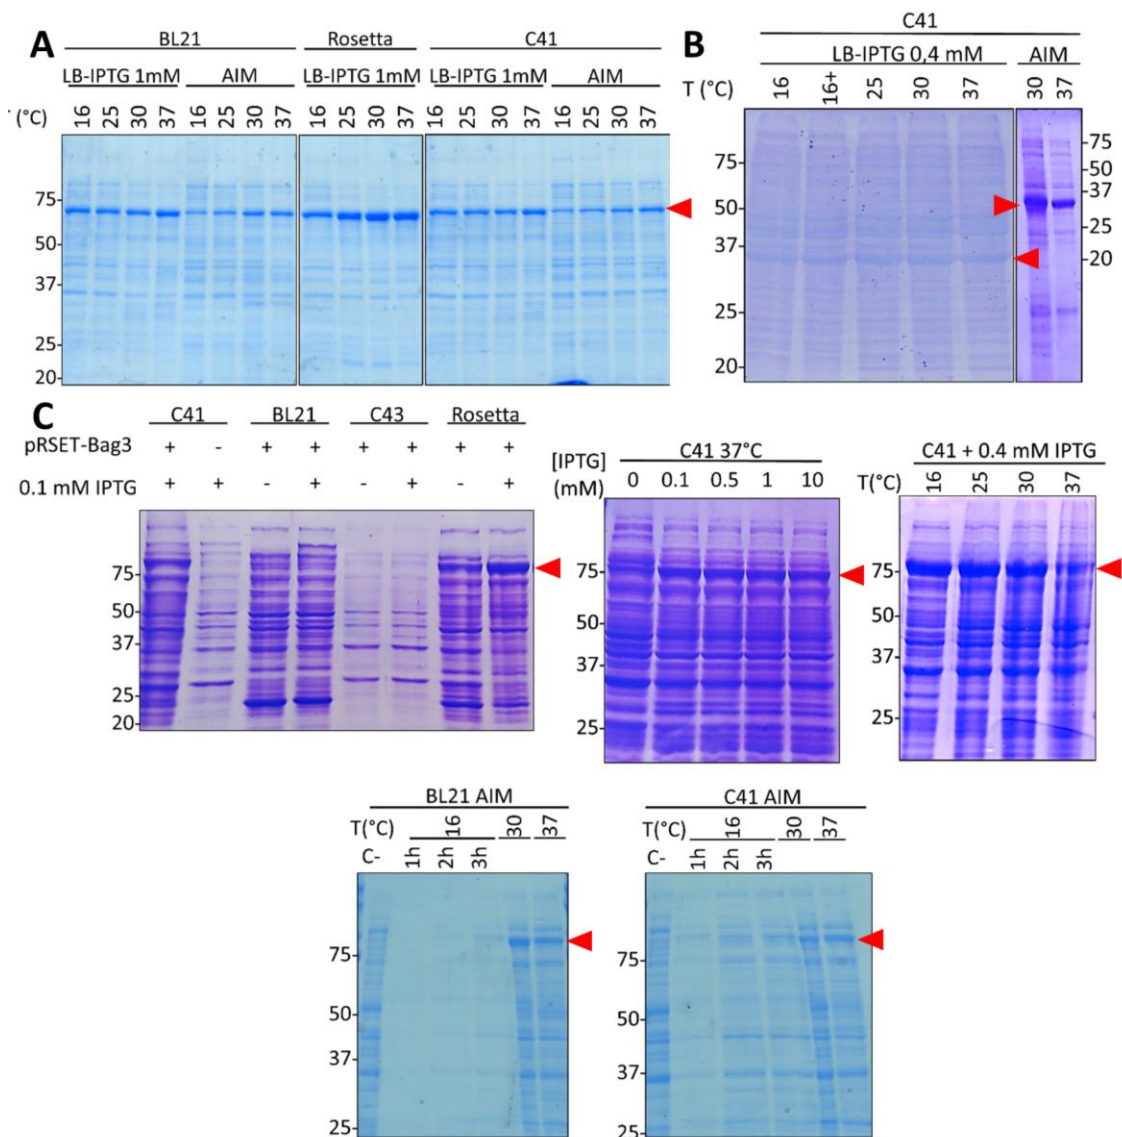 A
BL21 Rosetta C41
LB-IPTG 1mM AIM LB-IPTG 1mM LB-IPTG 1mM AIM
(°C) 16 25 30 37 16 25 30 37 16 25 30 37 16 25 30 37 16 25 30 37
75
50
37
25
20
B
C41
LB-IPTG 0,4 mM AIM
T (°C) 16 16+ 25 30 37 30 37
75
50
37
25
20
75
50
37
25
20
C
C41 BL21 C43 Rosetta
pRSET-Bag3 + - + + + + + +
0.1 mM IPTG + + - + - + - +
75
50
37
25
20
C41 37°C
[IPTG]
(mM) 0 0.1 0.5 1 10
75
50
37
25
C41 + 0.4 mM IPTG
T(°C) 16 25 30 37
75
50
37
25
BL21 AIM
T(°C) 16 30 37
C- 1h 2h 3h
75
50
37
25
C41 AIM
T(°C) 16 30 37
C- 1h 2h 3h
75
50
37
25